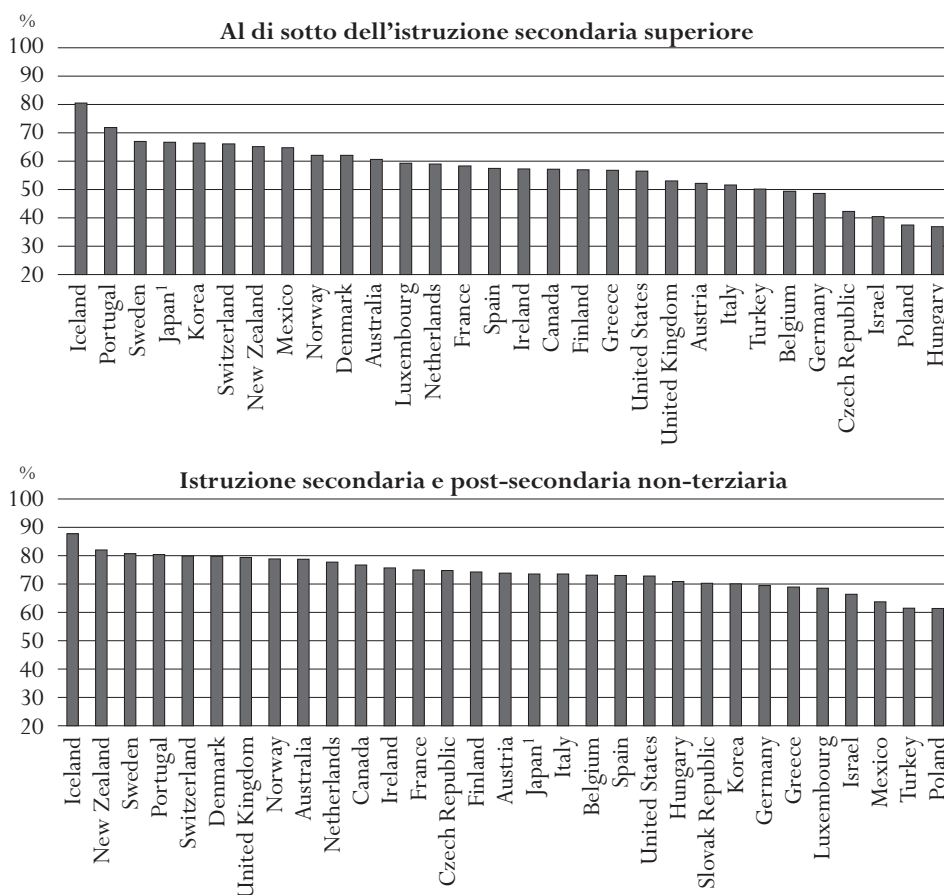 %
Al di sotto dell'istruzione secondaria superiore
100
90
80
70
60
50
40
30
20
Iceland
Portugal
Sweden
Japan¹
Korea
Switzerland
New Zealand
Mexico
Norway
Denmark
Australia
Luxembourg
Netherlands
France
Spain
Ireland
Canada
Finland
Greece
United States
United Kingdom
Austria
Italy
Turkey
Belgium
Germany
Czech Republic
Israel
Poland
Hungary
%
Istruzione secondaria e post-secondaria non-terziaria
100
90
80
70
60
50
40
30
20
Iceland
New Zealand
Sweden
Portugal
Switzerland
Denmark
United Kingdom
Norway
Australia
Netherlands
Canada
Ireland
France
Czech Republic
Finland
Austria
Japan¹
Italy
Belgium
Spain
United States
Hungary
Slovak Republic
Korea
Germany
Greece
Luxembourg
Israel
Mexico
Turkey
Poland